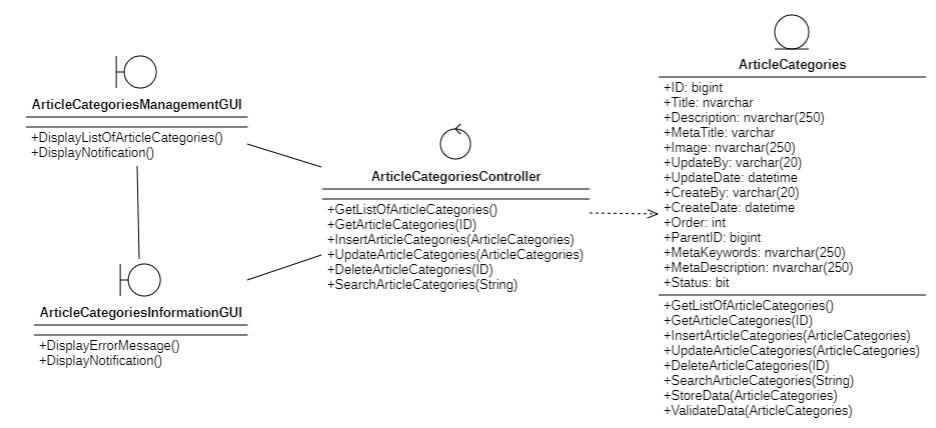 ArticleCategoriesManagementGUI
+DisplayListOfArticleCategories()
+DisplayNotification()
ArticleCategoriesInformationGUI
+DisplayErrorMessage()
+DisplayNotification()
ArticleCategoriesController
+GetListOfArticleCategories()
+GetArticleCategories(ID)
+InsertArticleCategories(ArticleCategories)
+UpdateArticleCategories(ArticleCategories)
+DeleteArticleCategories(ID)
+SearchArticleCategories(String)
ArticleCategories
+ID: bigint
+Title: nvarchar
+Description: nvarchar(250)
+MetaTitle: varchar
+Image: nvarchar(250)
+UpdateBy: varchar(20)
+UpdateDate: datetime
+CreateBy: varchar(20)
+CreateDate: datetime
+Order: int
+ParentID: bigint
+MetaKeywords: nvarchar(250)
+MetaDescription: nvarchar(250)
+Status: bit
+GetListOfArticleCategories()
+GetArticleCategories(ID)
+InsertArticleCategories(ArticleCategories)
+UpdateArticleCategories(ArticleCategories)
+DeleteArticleCategories(ID)
+SearchArticleCategories(String)
+StoreData(ArticleCategories)
+ValidateData(ArticleCategories)